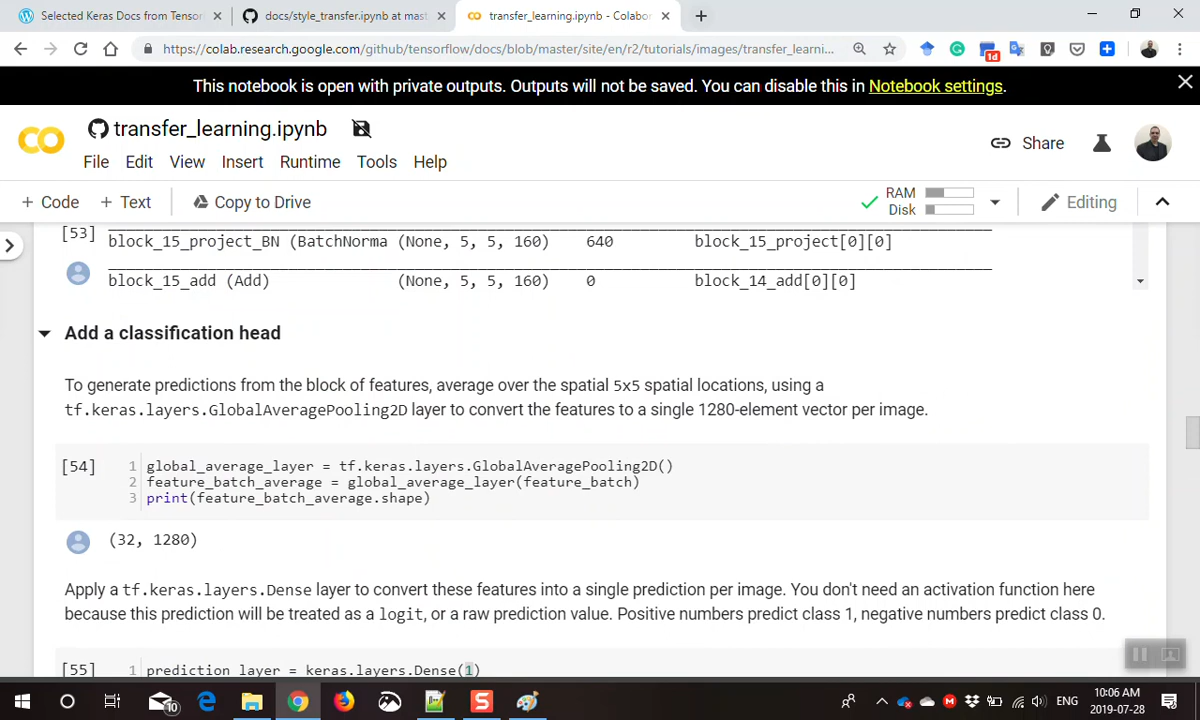 Selected Keras Docs from Tensor
docs/style_transfer.ipynb at mast
transfer_learning.ipynb - Colabor
https://colab.research.google.com/github/tensorflow/docs/blob/master/site/en/r2/tutorials/images/transfer_learni...
1d
This notebook is open with private outputs. Outputs will not be saved. You can disable this in Notebook settings.
transfer_learning.ipynb
Share
File Edit View Insert Runtime Tools Help
+ Code + Text Copy to Drive
RAM
Disk
Editing
[53]
block_15_project_BN (BatchNorma (None, 5, 5, 160) 640 block_15_project[0][0]
block_15_add (Add) (None, 5, 5, 160) 0 block_14_add[0][0]
Add a classification head
To generate predictions from the block of features, average over the spatial 5x5 spatial locations, using a
tf.keras.layers.GlobalAveragePooling2D layer to convert the features to a single 1280-element vector per image.
[54] 1 global_average_layer = tf.keras.layers.GlobalAveragePooling2D()
2 feature_batch_average = global_average_layer(feature_batch)
3 print(feature_batch_average.shape)
(32, 1280)
Apply a tf.keras.layers.Dense layer to convert these features into a single prediction per image. You don't need an activation function here
because this prediction will be treated as a logit, or a raw prediction value. Positive numbers predict class 1, negative numbers predict class 0.
[55] 1 prediction_layer = keras.layers.Dense(1)
10
ENG
10:06 AM
2019-07-28